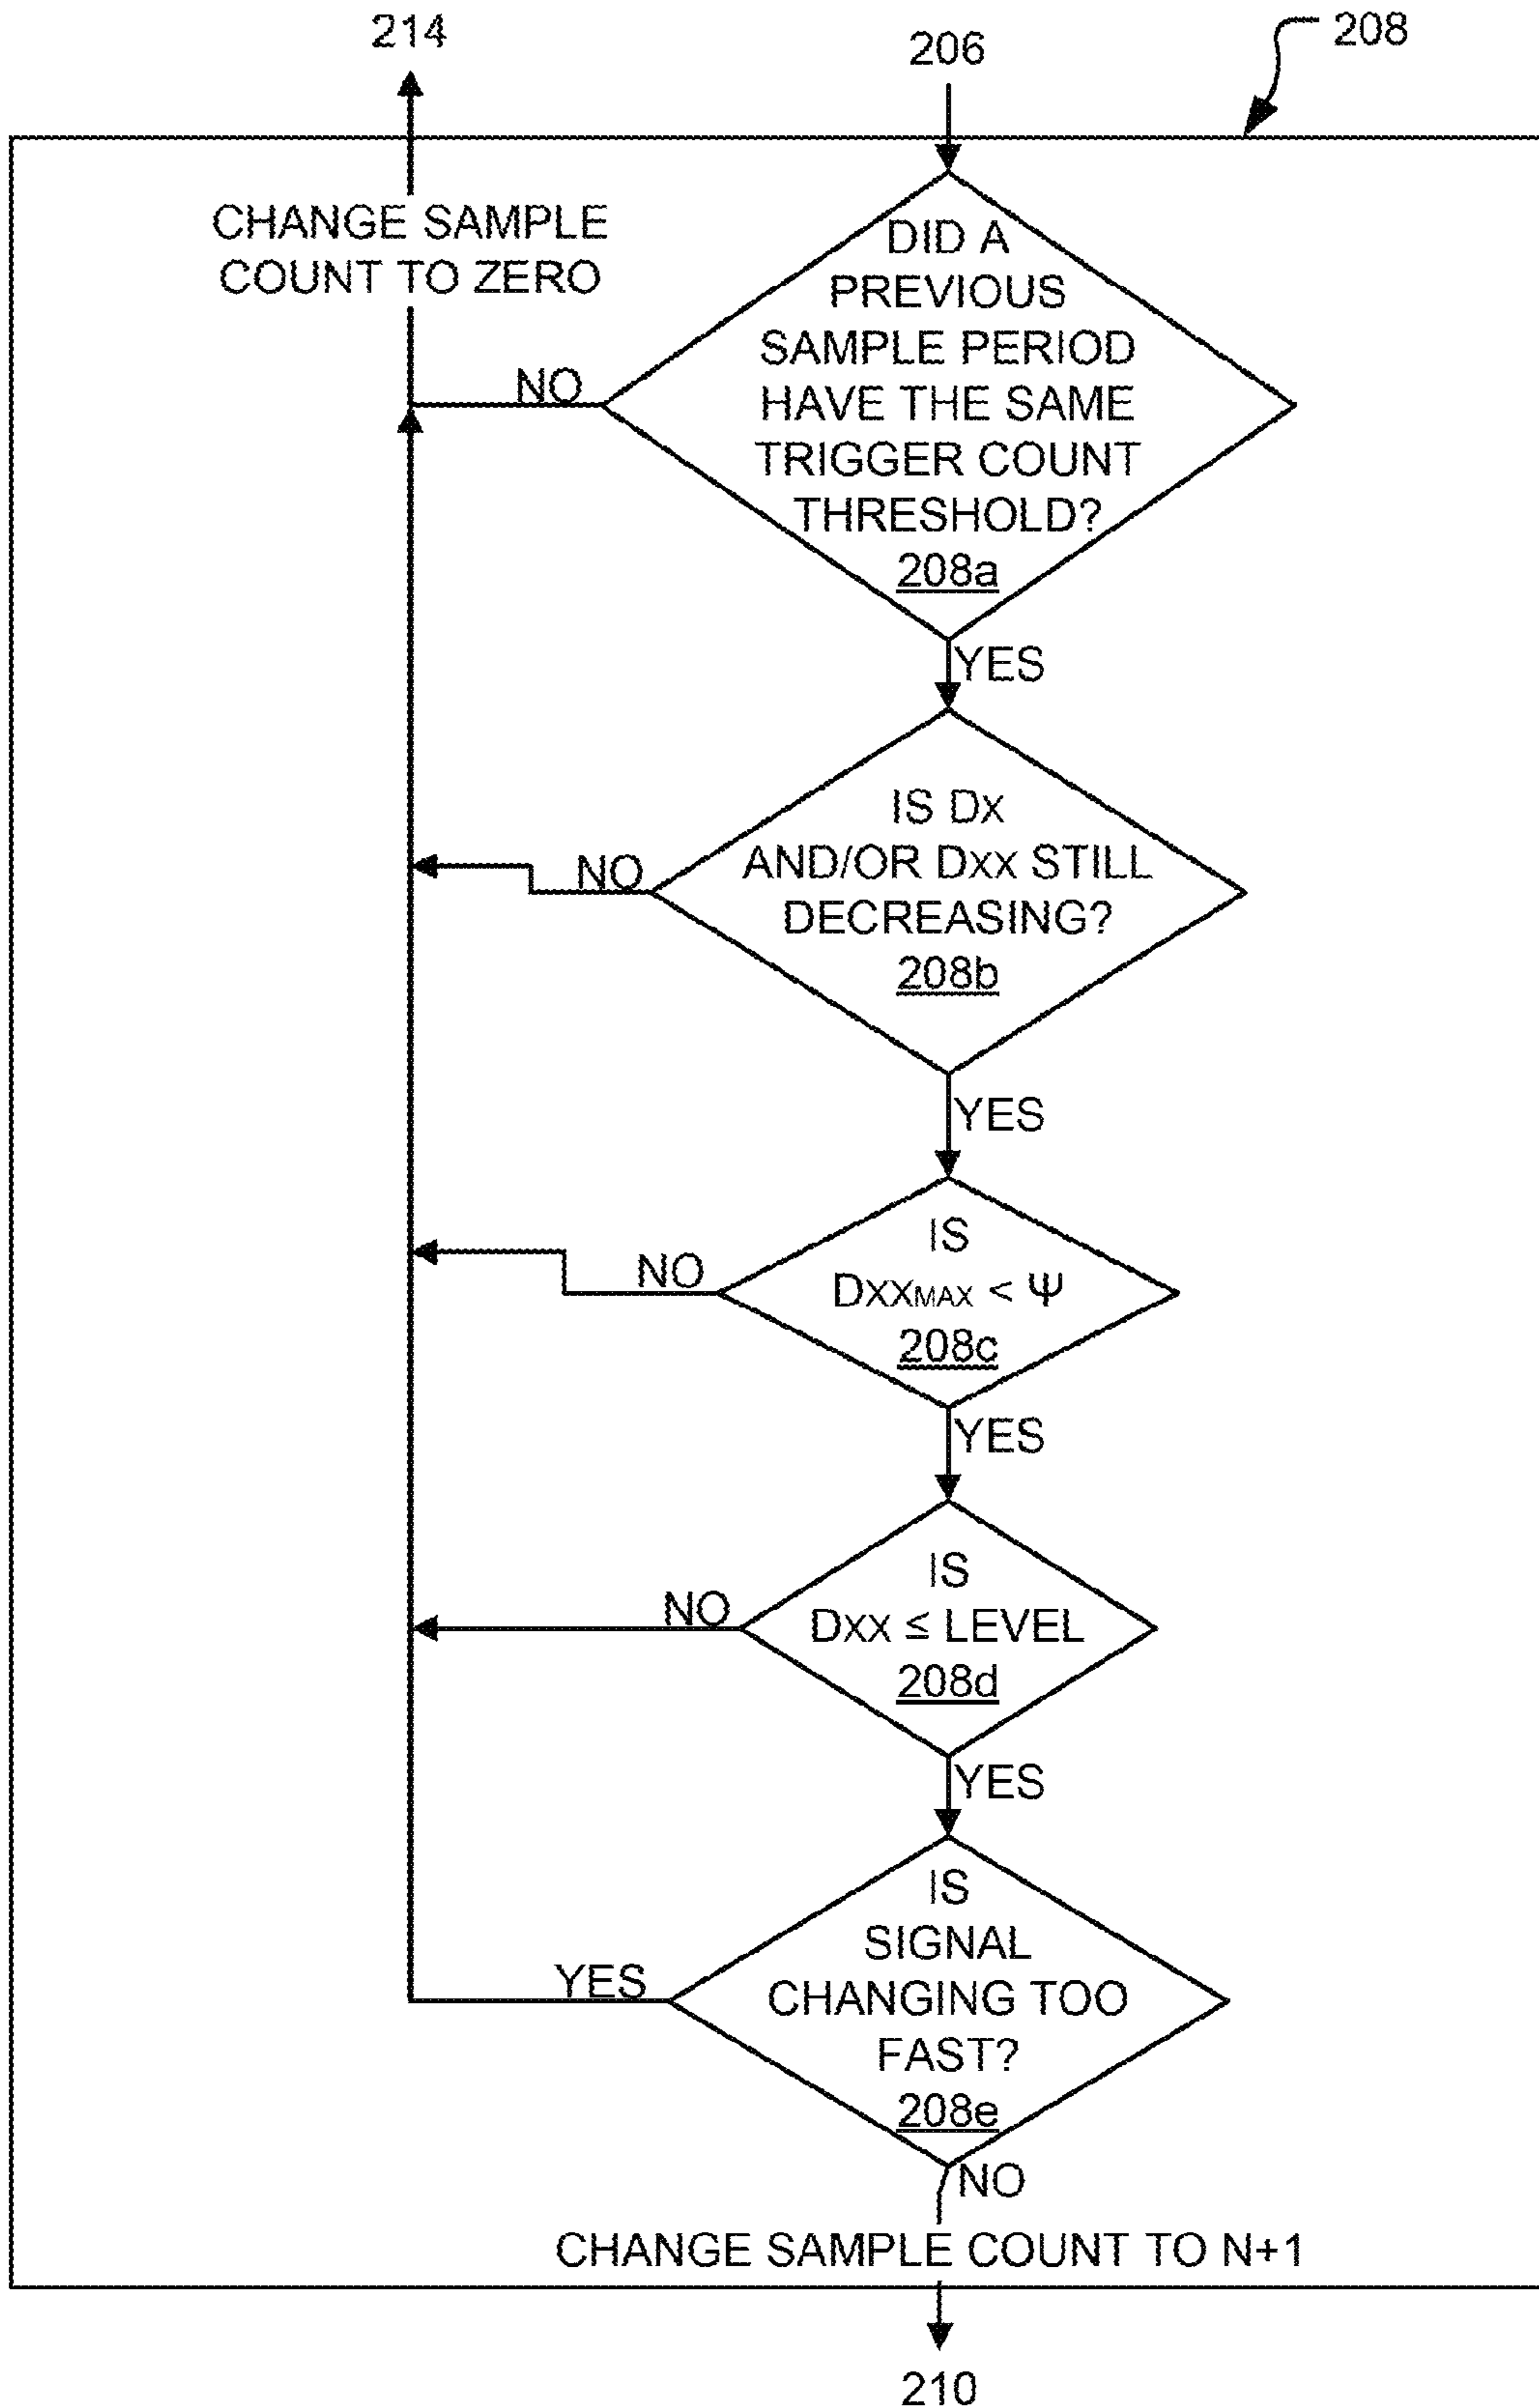 214
206
208
CHANGE SAMPLE
COUNT TO ZERO
DID A
PREVIOUS
SAMPLE PERIOD
HAVE THE SAME
TRIGGER COUNT
THRESHOLD?
208a
NO
YES
IS DX
AND/OR DXX STILL
DECREASING?
208b
NO
YES
IS
DXXMAX < Ψ
208c
NO
YES
IS
DXX ≤ LEVEL
208d
NO
YES
IS
SIGNAL
CHANGING TOO
FAST?
208e
YES
NO
CHANGE SAMPLE COUNT TO N+1
210